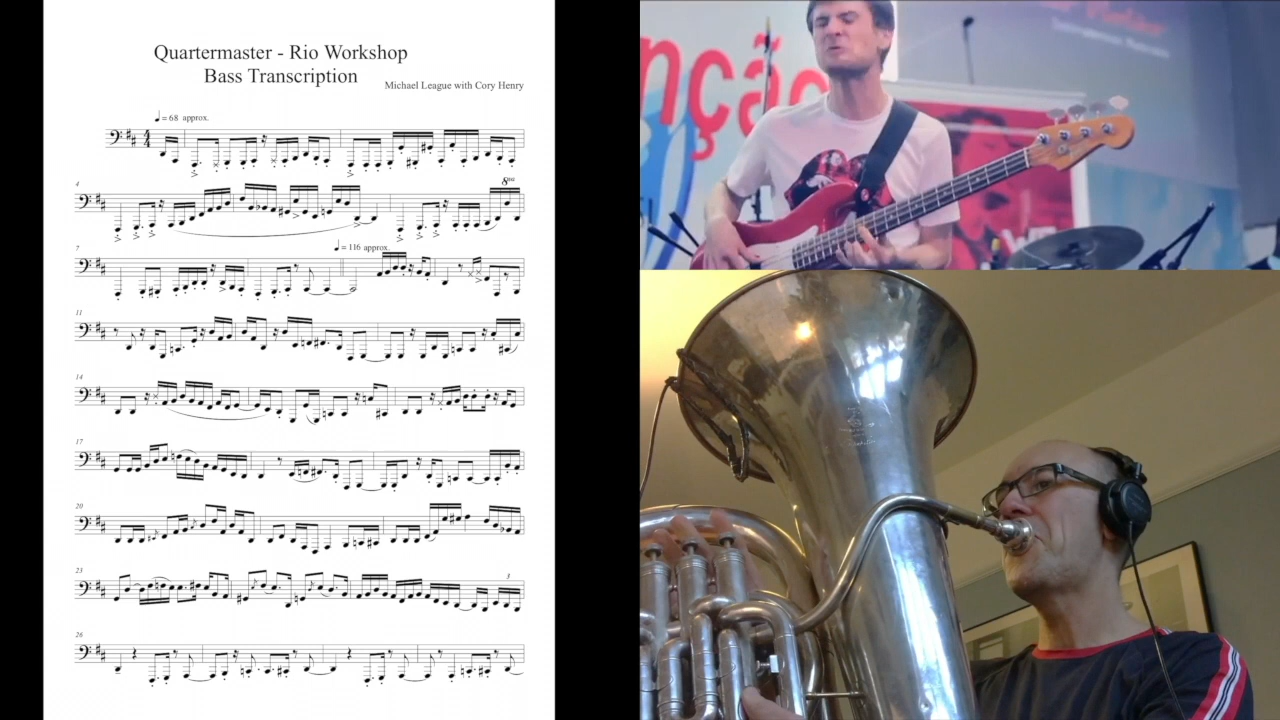 Quartermaster - Rio Workshop
Bass Transcription
Michael League with Cory Henry
= 68 approx.
4
8va
7
= 116 approx.
11
14
17
20
23
3
26
nção